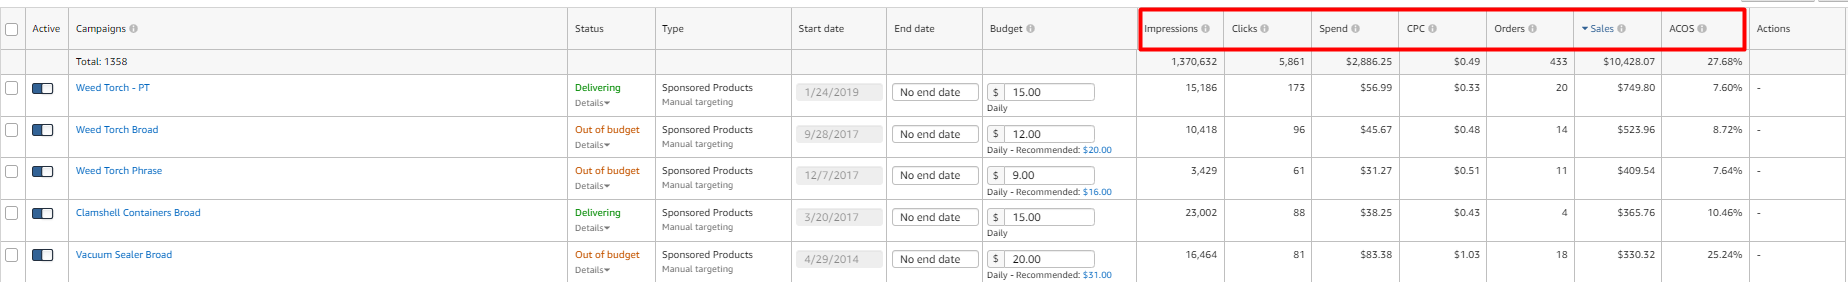 Active Campaigns Status Type Start date End date Budget Impressions Clicks Spend CPC Orders Sales ACOS Actions
Total: 1358 1,370,632 5,861 $2,886.25 $0.49 433 $10,428.07 27.68%
Weed Torch - PT Delivering Sponsored Products 1/24/2019 No end date $ 15.00 15,186 173 $56.99 $0.33 20 $749.80 7.60% -
Details Manual targeting Daily
Weed Torch Broad Out of budget Sponsored Products 9/28/2017 No end date $ 12.00 10,418 96 $45.67 $0.48 14 $523.96 8.72% -
Details Manual targeting Daily - Recommended: $20.00
Weed Torch Phrase Out of budget Sponsored Products 12/7/2017 No end date $ 9.00 3,429 61 $31.27 $0.51 11 $409.54 7.64% -
Details Manual targeting Daily - Recommended: $16.00
Clamshell Containers Broad Delivering Sponsored Products 3/20/2017 No end date $ 15.00 23,002 88 $38.25 $0.43 4 $365.76 10.46% -
Details Manual targeting Daily
Vacuum Sealer Broad Out of budget Sponsored Products 4/29/2014 No end date $ 20.00 16,464 81 $83.38 $1.03 18 $330.32 25.24% -
Details Manual targeting Daily - Recommended: $31.00